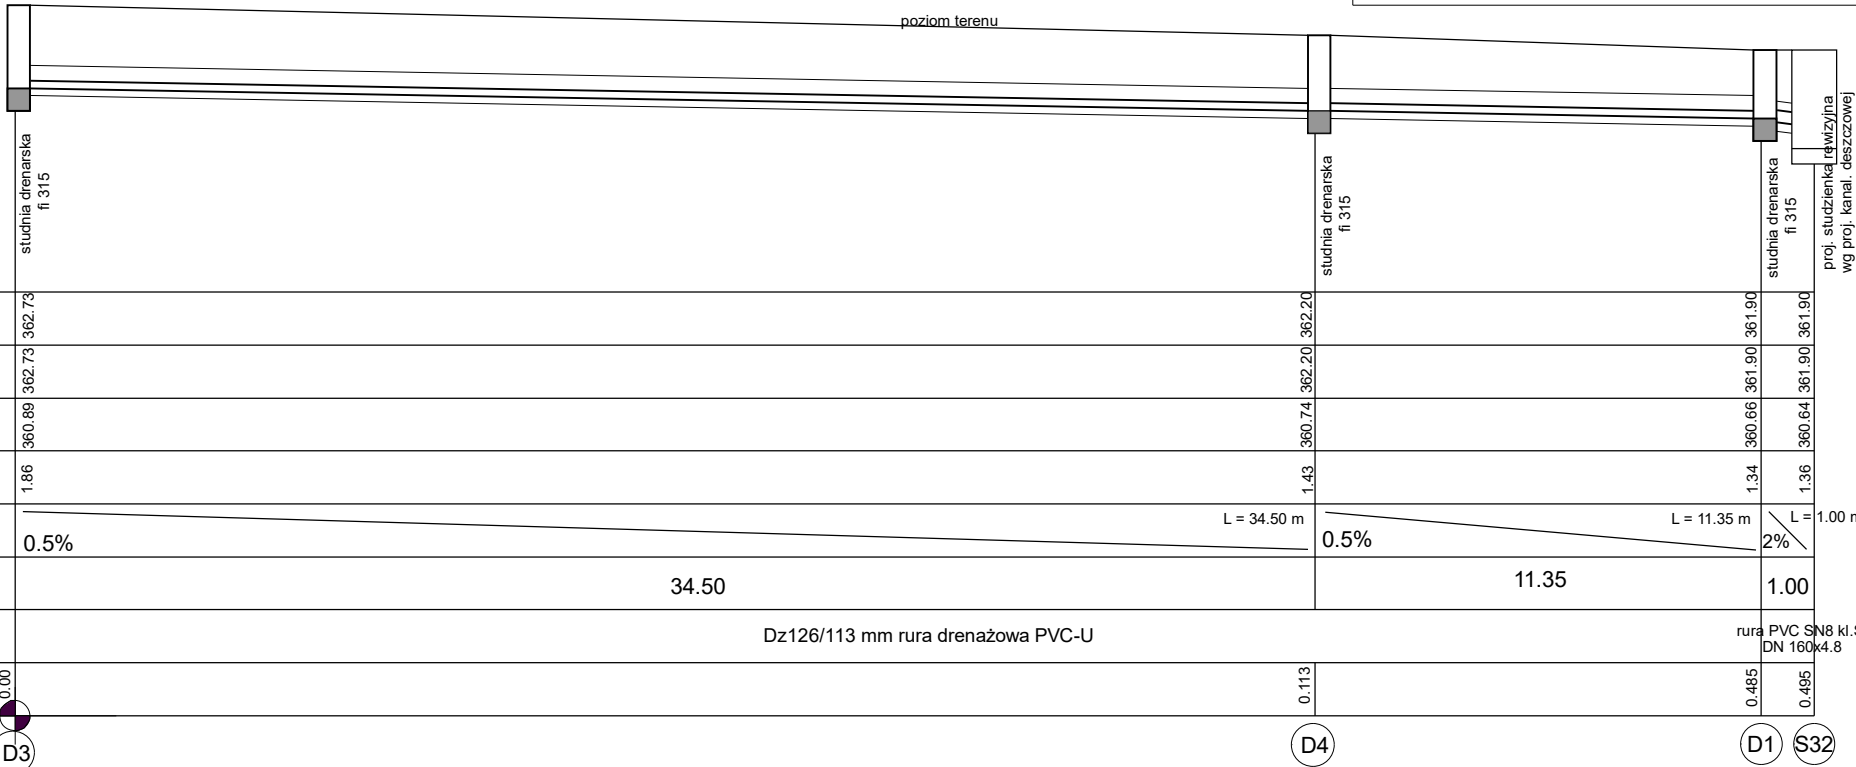 poziom terenu
studnia drenarska
fi 315
studnia drenarska
fi 315
studnia drenarska
fi 315
proj. studzienka rewizyjna
wg proj. kanal. deszczowej
362.73
362.20
361.90
361.90
362.73
362.20
361.90
361.90
360.89
360.74
360.66
360.64
1.86
1.43
1.34
1.36
0.5%
L = 34.50 m
0.5%
L = 11.35 m
2%
L = 1.00 m
34.50
11.35
1.00
Dz126/113 mm rura drenażowa PVC-U
rura PVC SN8 kl.S
DN 160x4.8
0.00
0.113
0.485
0.495
D3
D4
D1
S32